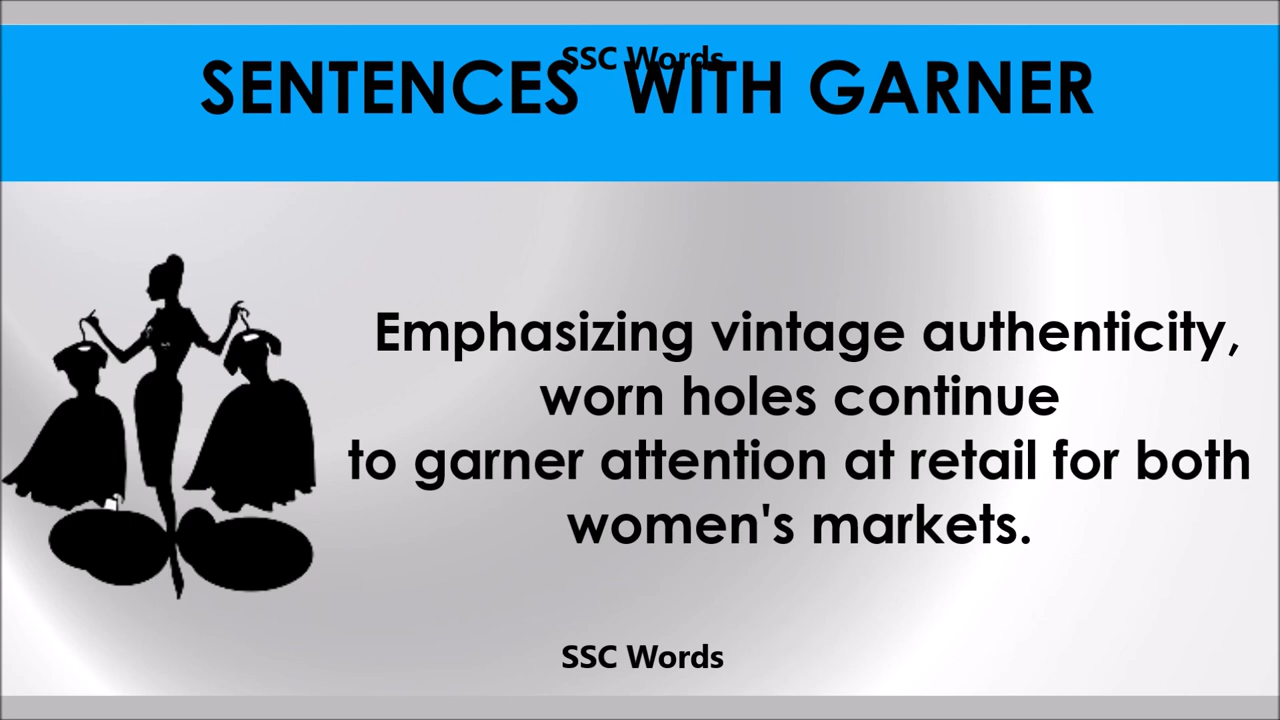 SSC Words
SENTENCES WITH GARNER
Emphasizing vintage authenticity,
worn holes continue
to garner attention at retail for both
women's markets.
SSC Words